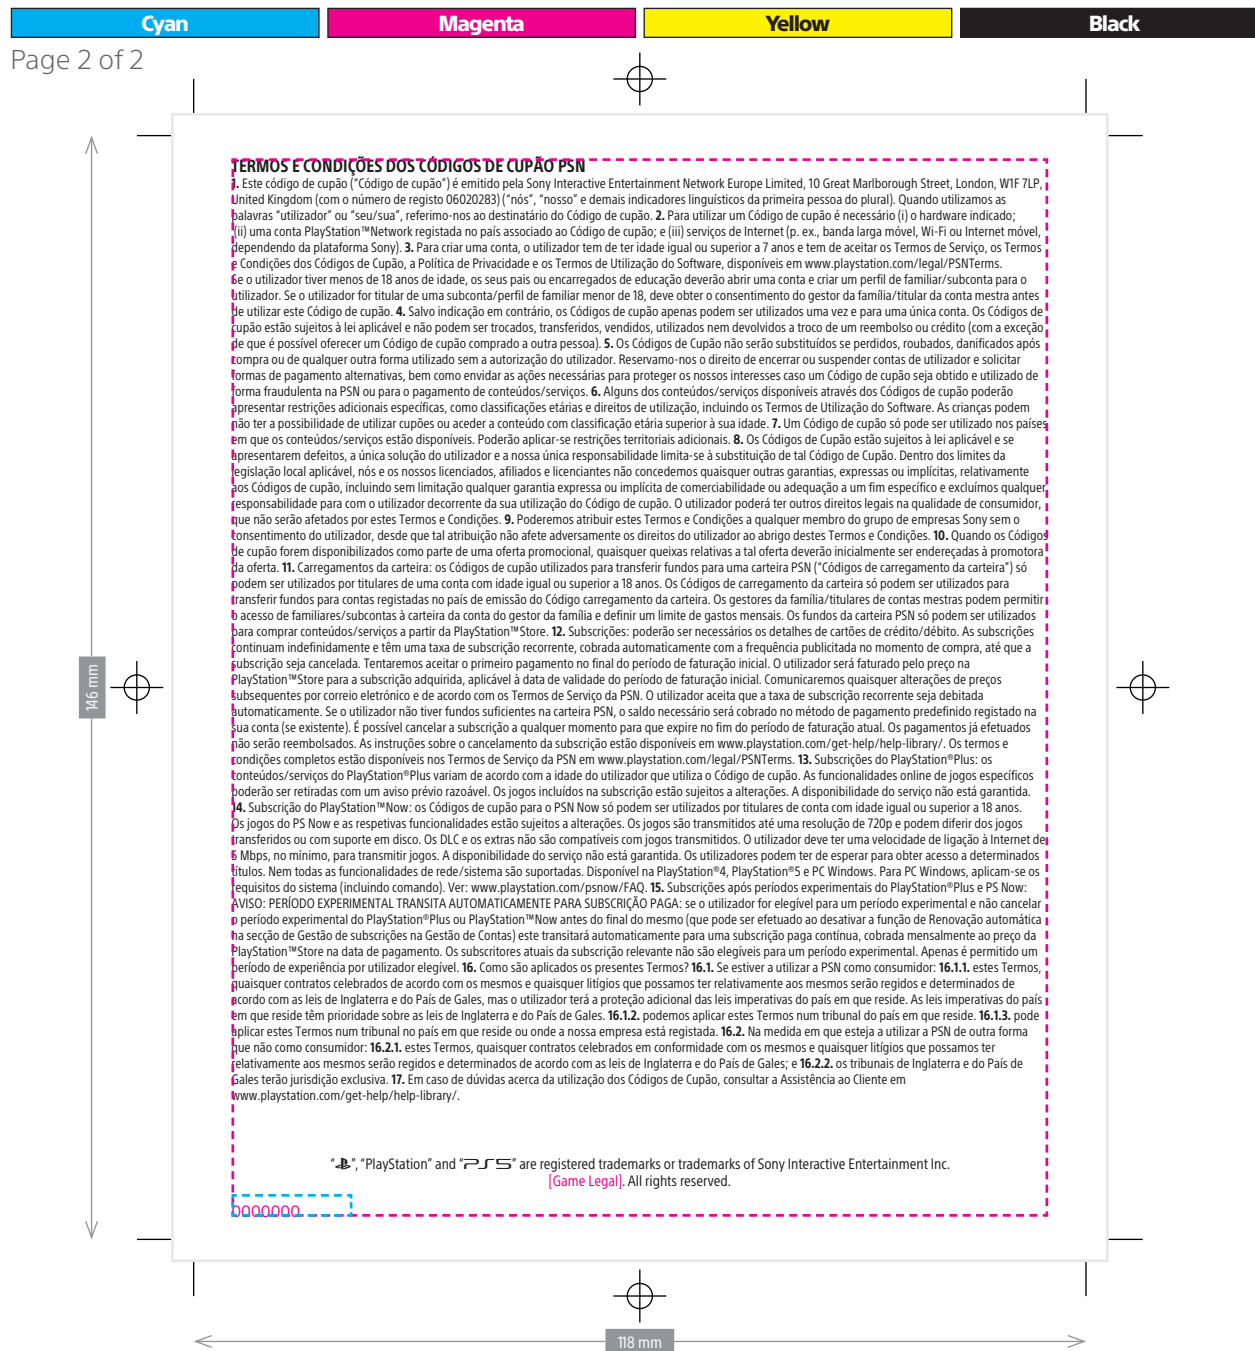 Cyan Magenta Yellow Black
Page 2 of 2
TERMOS E CONDIÇÕES DOS CÓDIGOS DE CUPÃO PSN
1. Este código de cupão (“Código de cupão”) é emitido pela Sony Interactive Entertainment Network Europe Limited, 10 Great Marlborough Street, London, W1F 7LP,
United Kingdom (com o número de registo 06020283) (“nós”, “nosso” e demais indicadores linguísticos da primeira pessoa do plural). Quando utilizamos as
palavras “utilizador” ou “seu/sua”, referimo-nos ao destinatário do Código de cupão. 2. Para utilizar um Código de cupão é necessário (i) o hardware indicado;
(ii) uma conta PlayStation™Network registada no país associado ao Código de cupão; e (iii) serviços de Internet (p. ex., banda larga móvel, Wi-Fi ou Internet móvel,
dependendo da plataforma Sony). 3. Para criar uma conta, o utilizador tem de ter idade igual ou superior a 7 anos e tem de aceitar os Termos de Serviço, os Termos
e Condições dos Códigos de Cupão, a Política de Privacidade e os Termos de Utilização do Software, disponíveis em www.playstation.com/legal/PSNTerms.
Se o utilizador tiver menos de 18 anos de idade, os seus pais ou encarregados de educação deverão abrir uma conta e criar um perfil de familiar/subconta para o
utilizador. Se o utilizador for titular de uma subconta/perfil de familiar menor de 18, deve obter o consentimento do gestor da família/titular da conta mestra antes
de utilizar este Código de cupão. 4. Salvo indicação em contrário, os Códigos de cupão apenas podem ser utilizados uma vez e para uma única conta. Os Códigos de
cupão estão sujeitos à lei aplicável e não podem ser trocados, transferidos, vendidos, utilizados nem devolvidos a troco de um reembolso ou crédito (com a exceção
de que é possível oferecer um Código de cupão comprado a outra pessoa). 5. Os Códigos de Cupão não serão substituídos se perdidos, roubados, danificados após
compra ou de qualquer outra forma utilizado sem a autorização do utilizador. Reservamo-nos o direito de encerrar ou suspender contas de utilizador e solicitar
formas de pagamento alternativas, bem como envidar as ações necessárias para proteger os nossos interesses caso um Código de cupão seja obtido e utilizado de
forma fraudulenta na PSN ou para o pagamento de conteúdos/serviços. 6. Alguns dos conteúdos/serviços disponíveis através dos Códigos de cupão poderão
apresentar restrições adicionais específicas, como classificações etárias e direitos de utilização, incluindo os Termos de Utilização do Software. As crianças podem
não ter a possibilidade de utilizar cupões ou aceder a conteúdo com classificação etária superior à sua idade. 7. Um Código de cupão só pode ser utilizado nos países
em que os conteúdos/serviços estão disponíveis. Poderão aplicar-se restrições territoriais adicionais. 8. Os Códigos de Cupão estão sujeitos à lei aplicável e se
apresentarem defeitos, a única solução do utilizador e a nossa única responsabilidade limita-se à substituição de tal Código de Cupão. Dentro dos limites da
legislação local aplicável, nós e os nossos licenciados, afiliados e licenciantes não concedemos quaisquer outras garantias, expressas ou implícitas, relativamente
aos Códigos de cupão, incluindo sem limitação qualquer garantia expressa ou implícita de comerciabilidade ou adequação a um fim específico e excluímos qualquer
responsabilidade para com o utilizador decorrente da sua utilização do Código de cupão. O utilizador poderá ter outros direitos legais na qualidade de consumidor,
que não serão afetados por estes Termos e Condições. 9. Poderemos atribuir estes Termos e Condições a qualquer membro do grupo de empresas Sony sem o
consentimento do utilizador, desde que tal atribuição não afete adversamente os direitos do utilizador ao abrigo destes Termos e Condições. 10. Quando os Códigos
de cupão forem disponibilizados como parte de uma oferta promocional, quaisquer queixas relativas a tal oferta deverão inicialmente ser endereçadas à promotora
da oferta. 11. Carregamentos da carteira: os Códigos de cupão utilizados para transferir fundos para uma carteira PSN (“Códigos de carregamento da carteira”) só
podem ser utilizados por titulares de uma conta com idade igual ou superior a 18 anos. Os Códigos de carregamento da carteira só podem ser utilizados para
transferir fundos para contas registadas no país de emissão do Código carregamento da carteira. Os gestores da família/titulares de contas mestras podem permitir
o acesso de familiares/subcontas à carteira da conta do gestor da família e definir um limite de gastos mensais. Os fundos da carteira PSN só podem ser utilizados
para comprar conteúdos/serviços a partir da PlayStation™Store. 12. Subscrições: poderão ser necessários os detalhes de cartões de crédito/débito. As subscrições
continuam indefinidamente e têm uma taxa de subscrição recorrente, cobrada automaticamente com a frequência publicitada no momento de compra, até que a
subscrição seja cancelada. Tentaremos aceitar o primeiro pagamento no final do período de faturação inicial. O utilizador será faturado pelo preço na
PlayStation™Store para a subscrição adquirida, aplicável à data de validade do período de faturação inicial. Comunicaremos quaisquer alterações de preços
subsequentes por correio eletrónico e de acordo com os Termos de Serviço da PSN. O utilizador aceita que a taxa de subscrição recorrente seja debitada
automaticamente. Se o utilizador não tiver fundos suficientes na carteira PSN, o saldo necessário será cobrado no método de pagamento predefinido registado na
sua conta (se existente). É possível cancelar a subscrição a qualquer momento para que expire no fim do período de faturação atual. Os pagamentos já efetuados
não serão reembolsados. As instruções sobre o cancelamento da subscrição estão disponíveis em www.playstation.com/get-help/help-library/. Os termos e
condições completos estão disponíveis nos Termos de Serviço da PSN em www.playstation.com/legal/PSNTerms. 13. Subscrições do PlayStation®Plus: os
conteúdos/serviços do PlayStation®Plus variam de acordo com a idade do utilizador que utiliza o Código de cupão. As funcionalidades online de jogos específicos
poderão ser retiradas com um aviso prévio razoável. Os jogos incluídos na subscrição estão sujeitos a alterações. A disponibilidade do serviço não está garantida.
14. Subscrição do PlayStation™Now: os Códigos de cupão para o PSN Now só podem ser utilizados por titulares de conta com idade igual ou superior a 18 anos.
Os jogos do PS Now e as respetivas funcionalidades estão sujeitos a alterações. Os jogos são transmitidos até uma resolução de 720p e podem diferir dos jogos
transferidos ou com suporte em disco. Os DLC e os extras não são compatíveis com jogos transmitidos. O utilizador deve ter uma velocidade de ligação à Internet de
5 Mbps, no mínimo, para transmitir jogos. A disponibilidade do serviço não está garantida. Os utilizadores podem ter de esperar para obter acesso a determinados
títulos. Nem todas as funcionalidades de rede/sistema são suportadas. Disponível na PlayStation®4, PlayStation®5 e PC Windows. Para PC Windows, aplicam-se os
requisitos do sistema (incluindo comando). Ver: www.playstation.com/psnow/FAQ. 15. Subscrições após períodos experimentais do PlayStation®Plus e PS Now:
AVISO: PERÍODO EXPERIMENTAL TRANSITA AUTOMATICAMENTE PARA SUBSCRIÇÃO PAGA: se o utilizador for elegível para um período experimental e não cancelar
o período experimental do PlayStation®Plus ou PlayStation™Now antes do final do mesmo (que pode ser efetuado ao desativar a função de Renovação automática
na secção de Gestão de subscrições na Gestão de Contas) este transitará automaticamente para uma subscrição paga contínua, cobrada mensalmente ao preço da
PlayStation™Store na data de pagamento. Os subscritores atuais da subscrição relevante não são elegíveis para um período experimental. Apenas é permitido um
período de experiência por utilizador elegível. 16. Como são aplicados os presentes Termos? 16.1. Se estiver a utilizar a PSN como consumidor: 16.1.1. estes Termos,
quaisquer contratos celebrados de acordo com os mesmos e quaisquer litígios que possamos ter relativamente aos mesmos serão regidos e determinados de
acordo com as leis de Inglaterra e do País de Gales, mas o utilizador terá a proteção adicional das leis imperativas do país em que reside. As leis imperativas do país
em que reside têm prioridade sobre as leis de Inglaterra e do País de Gales. 16.1.2. podemos aplicar estes Termos num tribunal do país em que reside. 16.1.3. pode
aplicar estes Termos num tribunal no país em que reside ou onde a nossa empresa está registada. 16.2. Na medida em que esteja a utilizar a PSN de outra forma
que não como consumidor: 16.2.1. estes Termos, quaisquer contratos celebrados em conformidade com os mesmos e quaisquer litígios que possamos ter
relativamente aos mesmos serão regidos e determinados de acordo com as leis de Inglaterra e do País de Gales; e 16.2.2. os tribunais de Inglaterra e do País de
Gales terão jurisdição exclusiva. 17. Em caso de dúvidas acerca da utilização dos Códigos de Cupão, consultar a Assistência ao Cliente em
www.playstation.com/get-help/help-library/.
146 mm
“PS”, “PlayStation” and “PS5” are registered trademarks or trademarks of Sony Interactive Entertainment Inc.
[Game Legal]. All rights reserved.
0000000
118 mm